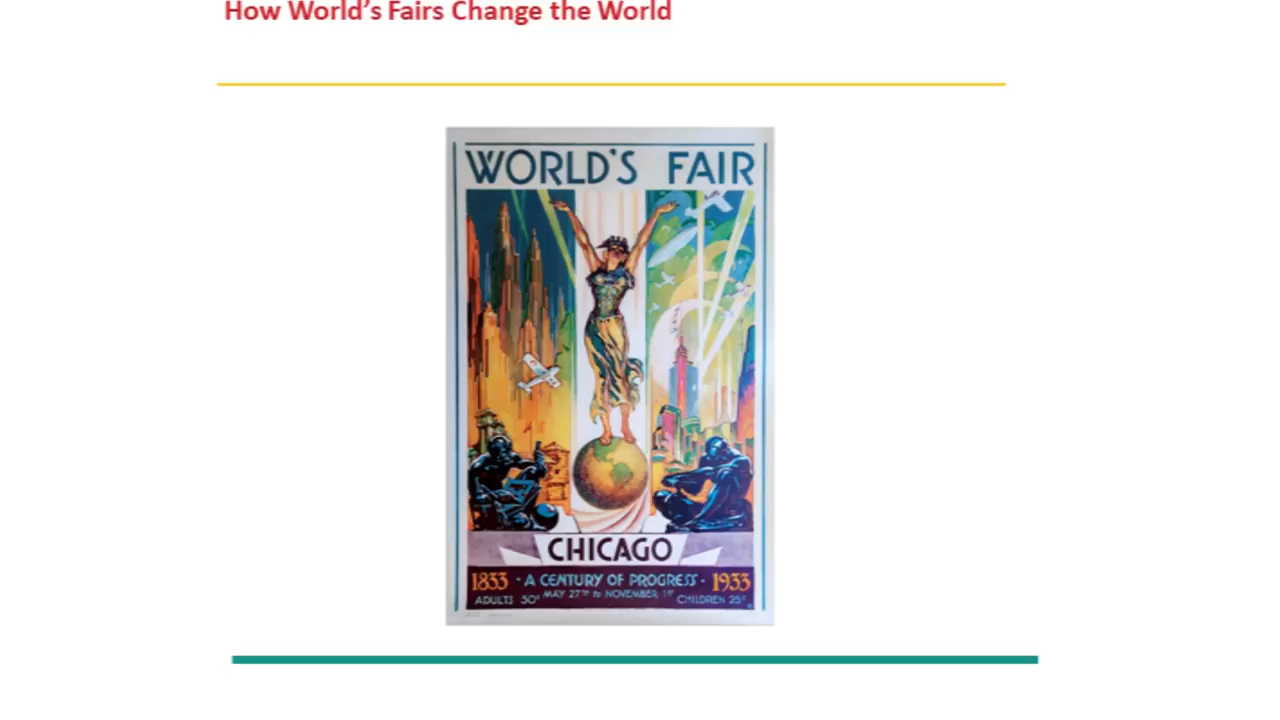 How World's Fairs Change the World
WORLD'S FAIR
CHICAGO
1833 · A CENTURY OF PROGRESS · 1933
ADULTS 50¢ MAY 27TH to NOVEMBER 1ST CHILDREN 25¢